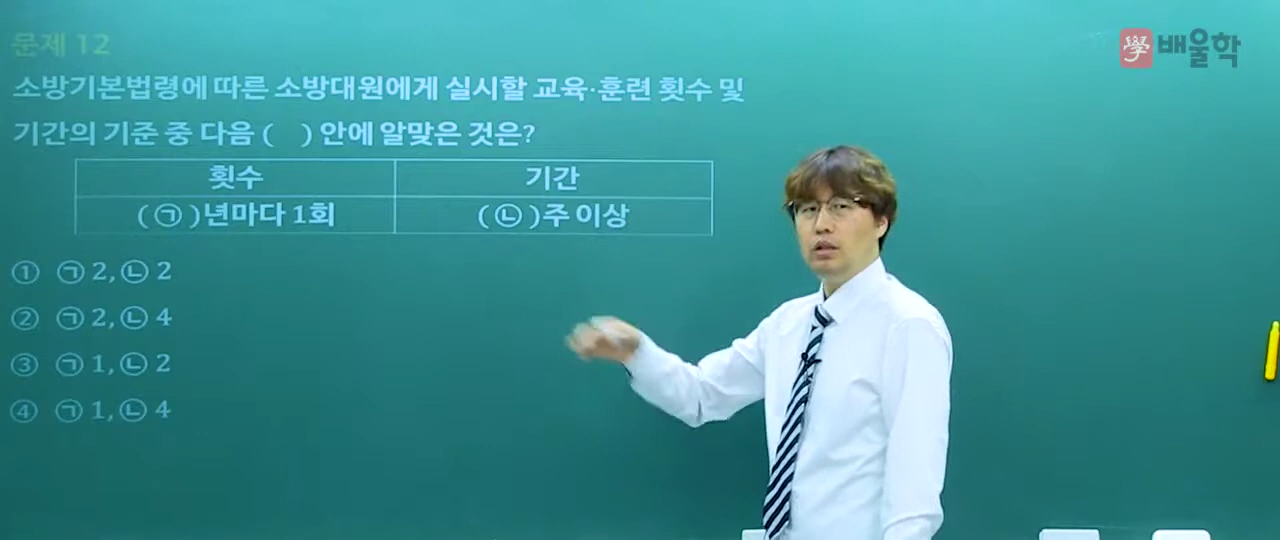 문제 12
學 배울학
소방기본법령에 따른 소방대원에게 실시할 교육·훈련 횟수 및
기간의 기준 중 다음 ( ) 안에 알맞은 것은?
횟수 기간
( ㉠ )년마다 1회 ( ㉡ )주 이상
① ㉠ 2, ㉡ 2
② ㉠ 2, ㉡ 4
③ ㉠ 1, ㉡ 2
④ ㉠ 1, ㉡ 4